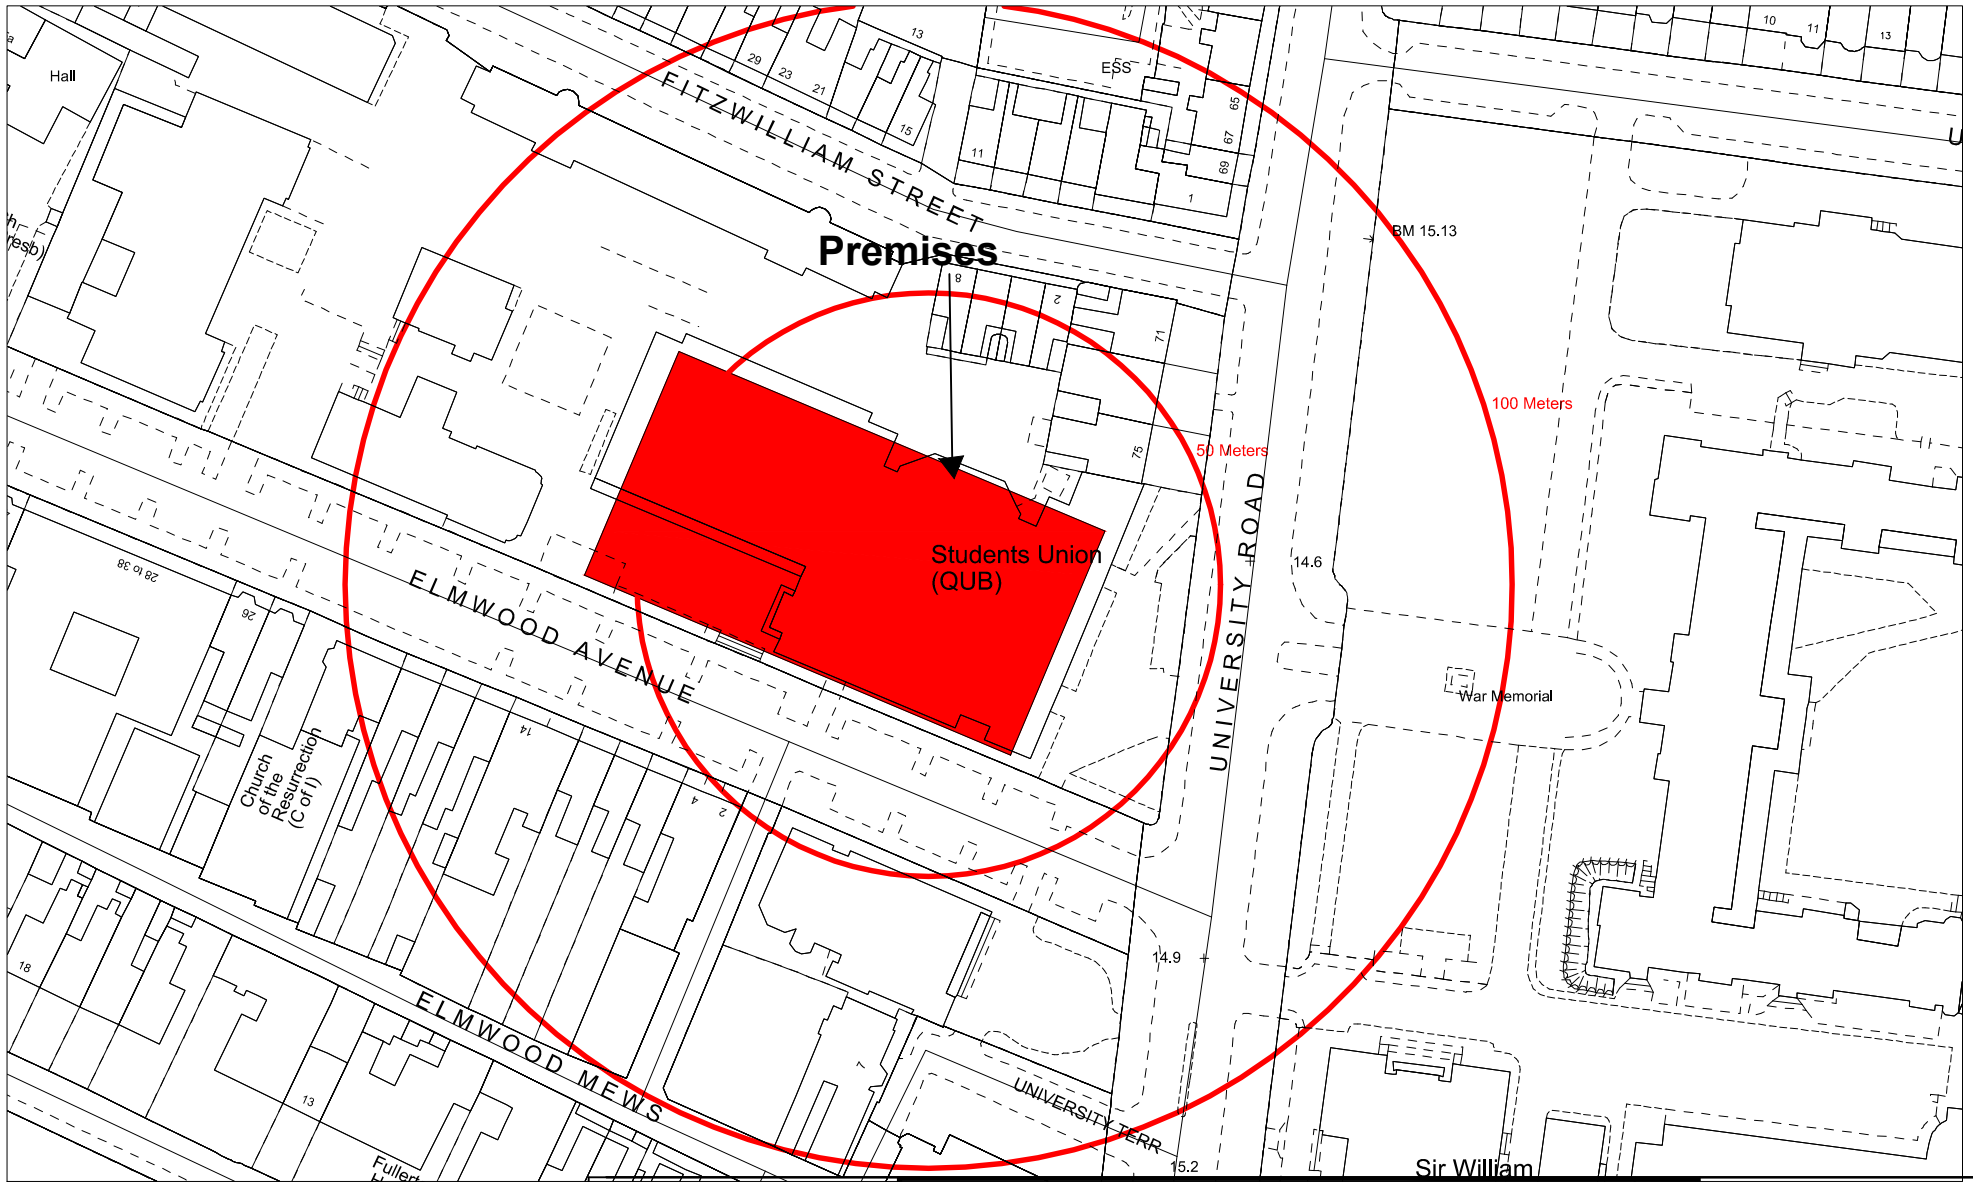 Hall
29
23
21
13
15
FITZWILLIAM STREET
ESS
65
67
69
11
1
10
11
13
U
BM 15.13
Premises
8
2
71
75
100 Meters
50 Meters
UNIVERSITY ROAD
14.6
Students Union
(QUB)
War Memorial
28 to 38
26
ELMWOOD AVENUE
14
4
2
Church
of the
Resurrection
(C of I)
18
13
ELMWOOD MEWS
7
14.9
UNIVERSITY TERR
15.2
Sir William
Fullert
resb)